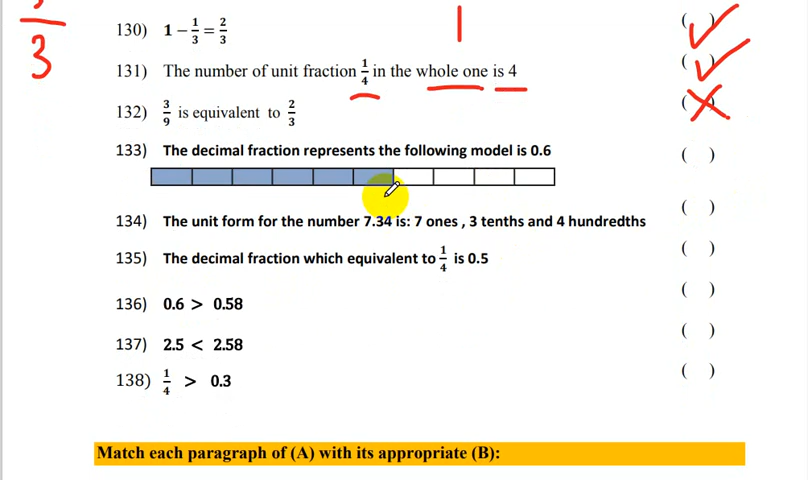 3
130) 1 − 1/3 = 2/3 ( ✓ )
1
131) The number of unit fraction 1/4 in the whole one is 4 ( ✓ )
132) 3/9 is equivalent to 2/3 ( X )
133) The decimal fraction represents the following model is 0.6 ( )
134) The unit form for the number 7.34 is: 7 ones , 3 tenths and 4 hundredths ( )
135) The decimal fraction which equivalent to 1/4 is 0.5 ( )
136) 0.6 > 0.58 ( )
137) 2.5 < 2.58 ( )
138) 1/4 > 0.3 ( )
Match each paragraph of (A) with its appropriate (B):